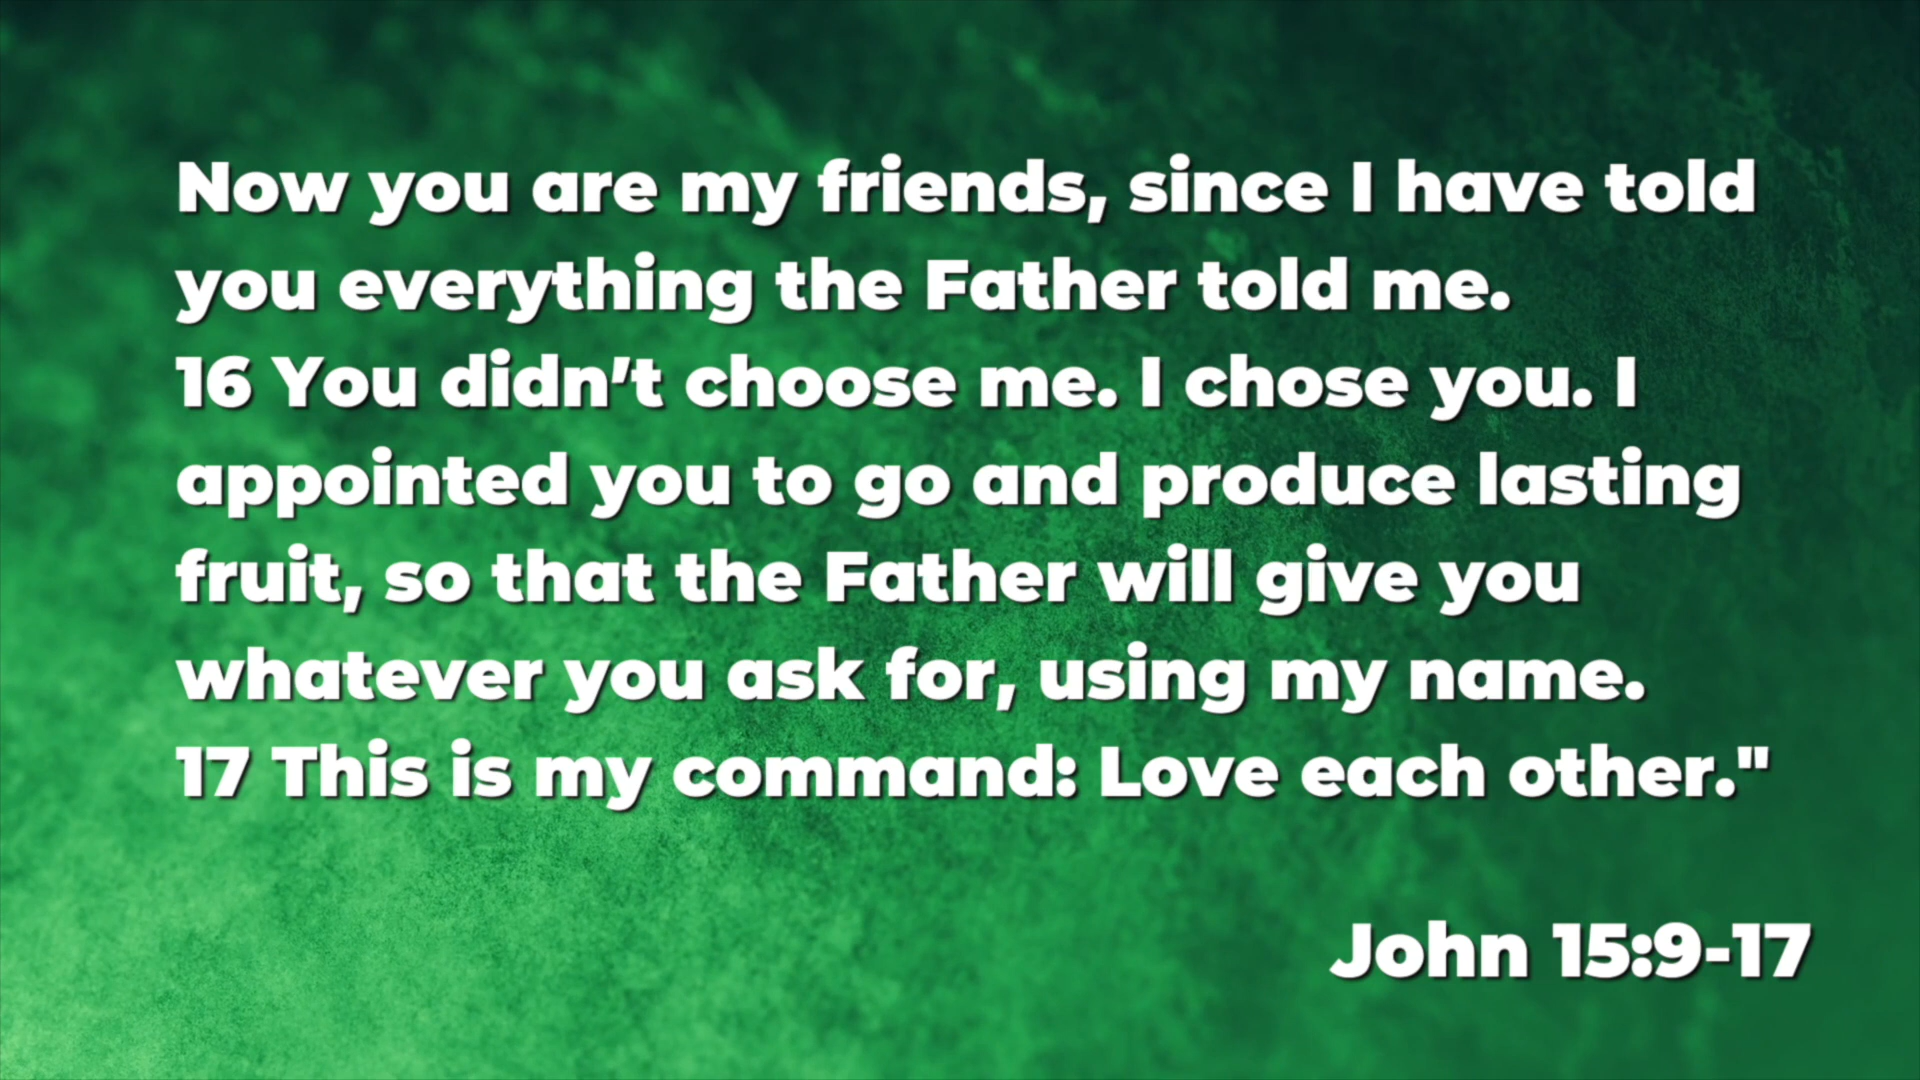 Now you are my friends, since I have told
you everything the Father told me.
16 You didn’t choose me. I chose you. I
appointed you to go and produce lasting
fruit, so that the Father will give you
whatever you ask for, using my name.
17 This is my command: Love each other."
John 15:9-17